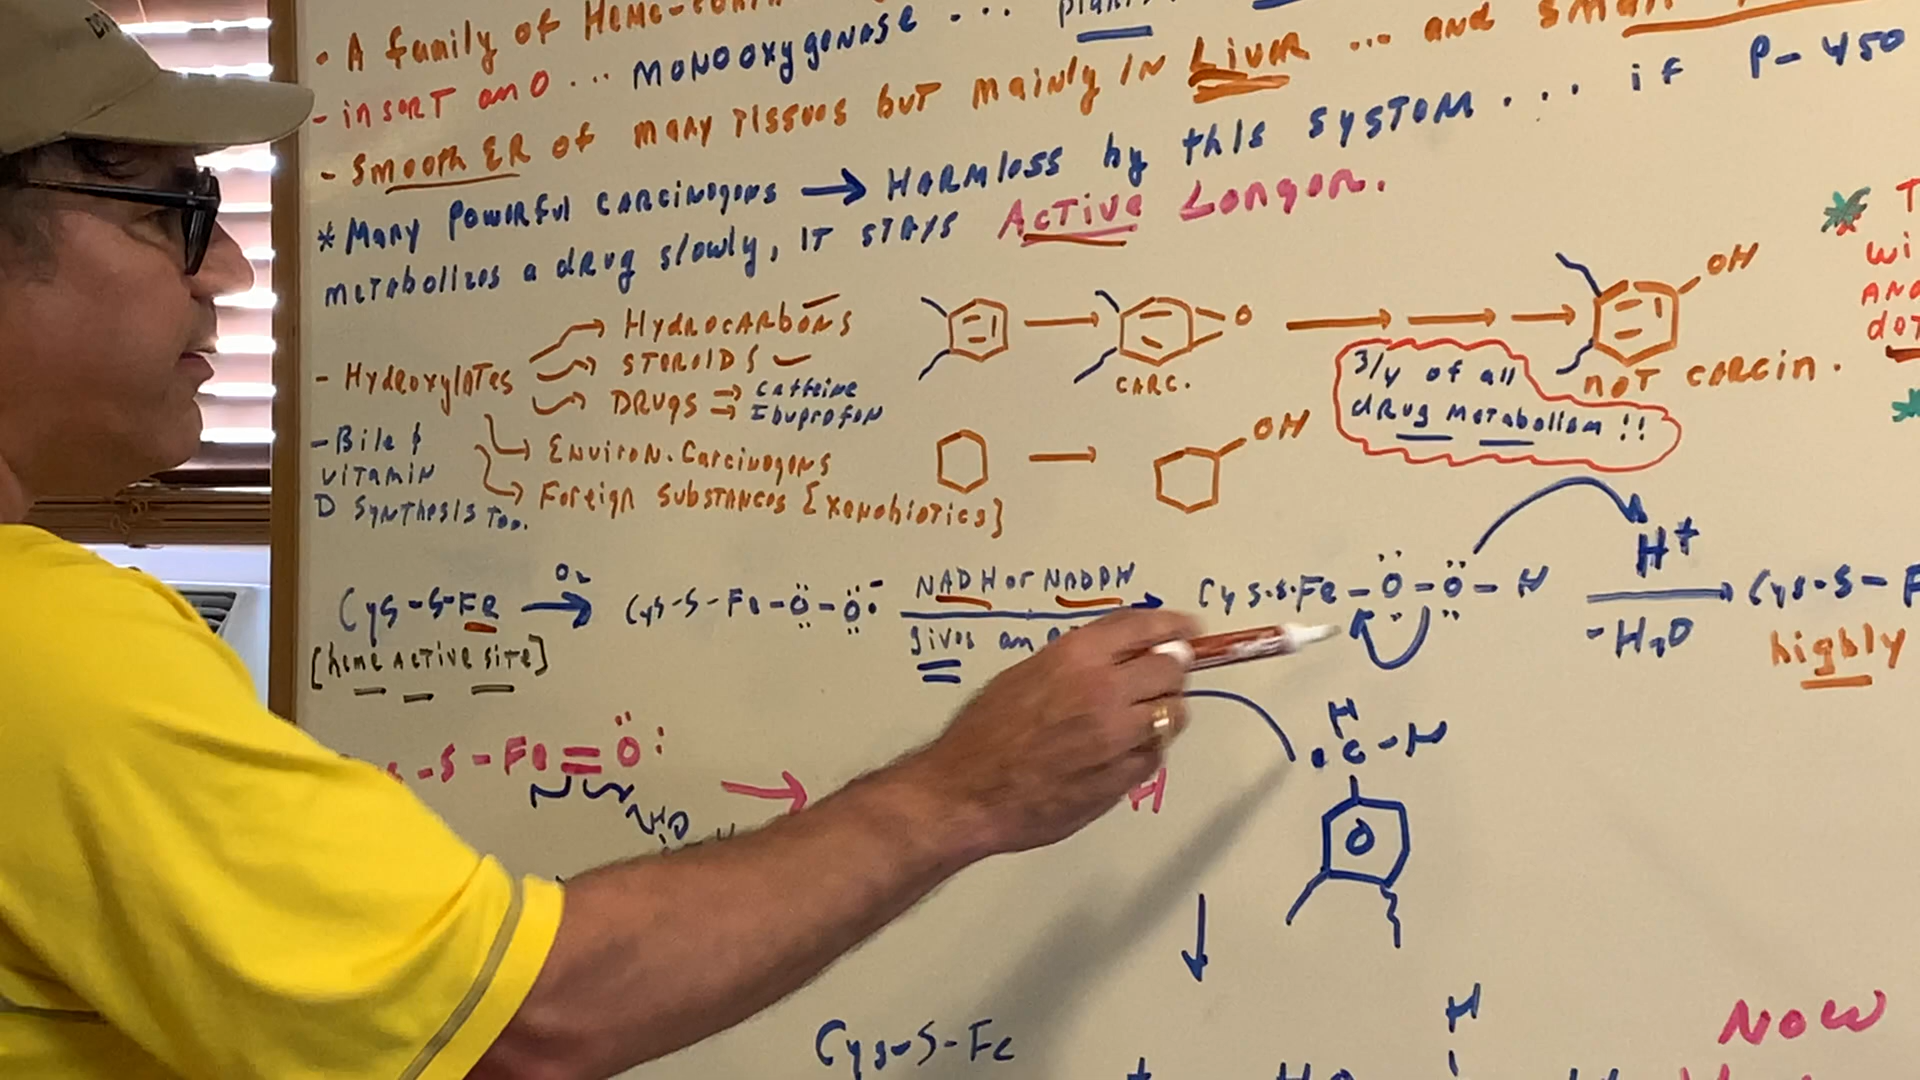 • A family of Heme-
- insert an O ... monooxygenase ...
- smooth ER of many tissues but mainly in Liver ... and small
* Many powerful carcinogens → Harmless by this system . . . if P-450
metabolizes a drug slowly, it stays Active Longer.
- Hydroxylates
→ Hydrocarbons
→ steroids
→ DRUGS ⇒ caffeine
⇒ Ibuprofen
→ Environ. Carcinogens
→ Foreign substances [xenobiotics]
- Bile &
vitamin
D synthesis too.
O
CARC.
OH
not carcin.
3/4 of all
drug metabolism !!
OH
Cys-S-Fe
[heme active site]
O₂
Cys-S-Fe-O-O:⁻
NADH or NADPH
gives an
Cys-S-Fe-O-O-H
H⁺
-H₂O
Cys-S-F
highly
-S-Fe=O:
H
H
C-H
Cys-S-Fe
H
Now